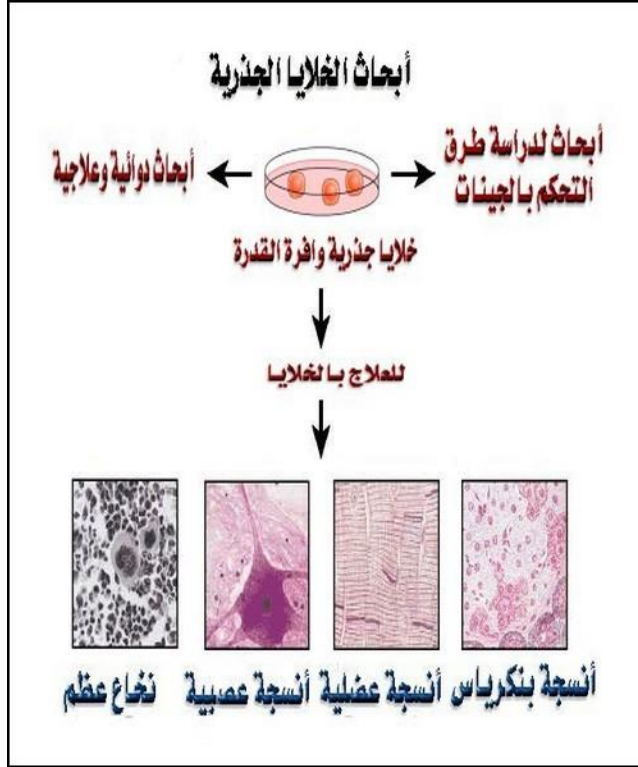 أبحاث الخلايا الجذرية
أبحاث لدراسة طرق
التحكم بالجينات
أبحاث دوائية وعلاجية
خلايا جذرية وافرة القدرة
للعلاج بالخلايا
أنسجة بنكرياس
أنسجة عضلية
أنسجة عصبية
نخاع عظم